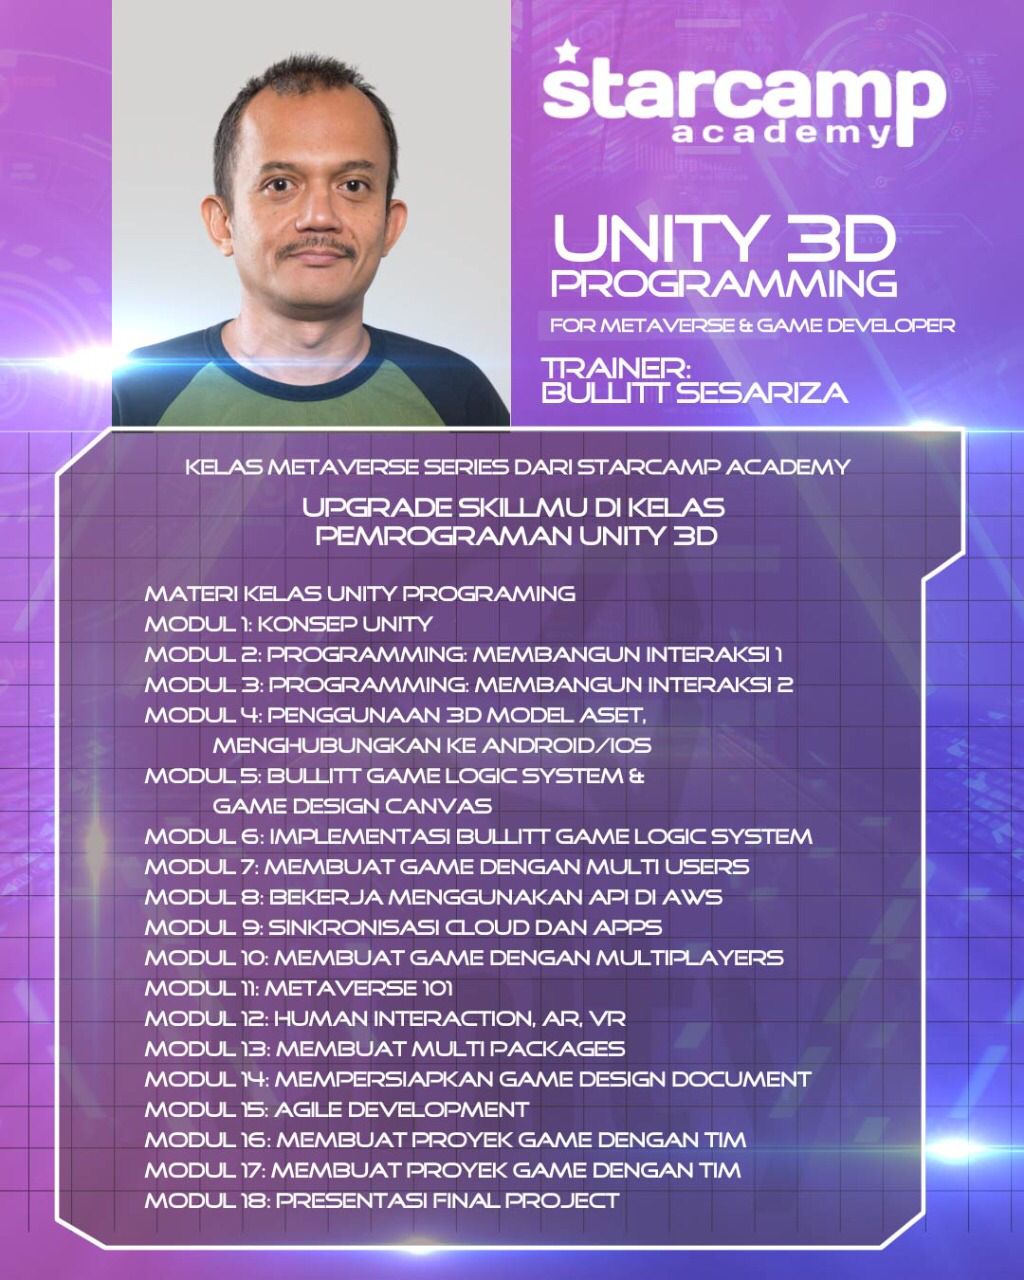 starcamp
academy
UNITY 3D
PROGRAMMING
FOR METAVERSE & GAME DEVELOPER
TRAINER:
BULLITT SESARIZA
KELAS METAVERSE SERIES DARI STARCAMP ACADEMY
UPGRADE SKILLMU DI KELAS
PEMROGRAMAN UNITY 3D
MATERI KELAS UNITY PROGRAMING
MODUL 1: KONSEP UNITY
MODUL 2: PROGRAMMING: MEMBANGUN INTERAKSI 1
MODUL 3: PROGRAMMING: MEMBANGUN INTERAKSI 2
MODUL 4: PENGGUNAAN 3D MODEL ASET,
MENGHUBUNGKAN KE ANDROID/IOS
MODUL 5: BULLITT GAME LOGIC SYSTEM &
GAME DESIGN CANVAS
MODUL 6: IMPLEMENTASI BULLITT GAME LOGIC SYSTEM
MODUL 7: MEMBUAT GAME DENGAN MULTI USERS
MODUL 8: BEKERJA MENGGUNAKAN API DI AWS
MODUL 9: SINKRONISASI CLOUD DAN APPS
MODUL 10: MEMBUAT GAME DENGAN MULTIPLAYERS
MODUL 11: METAVERSE 101
MODUL 12: HUMAN INTERACTION, AR, VR
MODUL 13: MEMBUAT MULTI PACKAGES
MODUL 14: MEMPERSIAPKAN GAME DESIGN DOCUMENT
MODUL 15: AGILE DEVELOPMENT
MODUL 16: MEMBUAT PROYEK GAME DENGAN TIM
MODUL 17: MEMBUAT PROYEK GAME DENGAN TIM
MODUL 18: PRESENTASI FINAL PROJECT